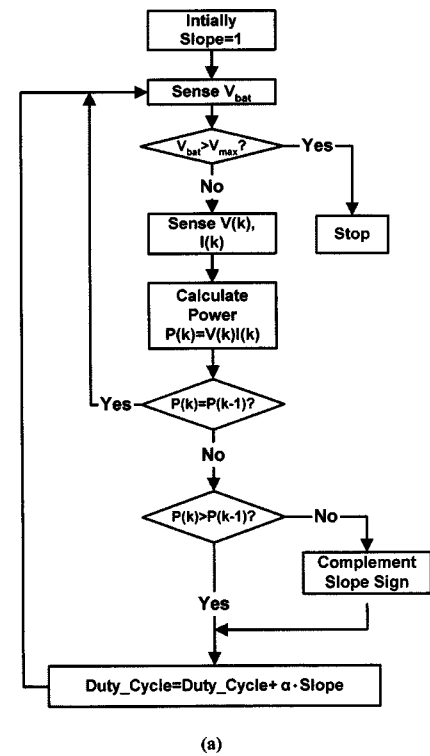 Intially
Slope=1
Sense V_bat
V_bat>V_max?
Yes
No
Sense V(k),
I(k)
Stop
Calculate
Power
P(k)=V(k)I(k)
Yes
P(k)=P(k-1)?
No
P(k)>P(k-1)?
No
Complement
Slope Sign
Yes
Duty_Cycle=Duty_Cycle+ α·Slope
(a)